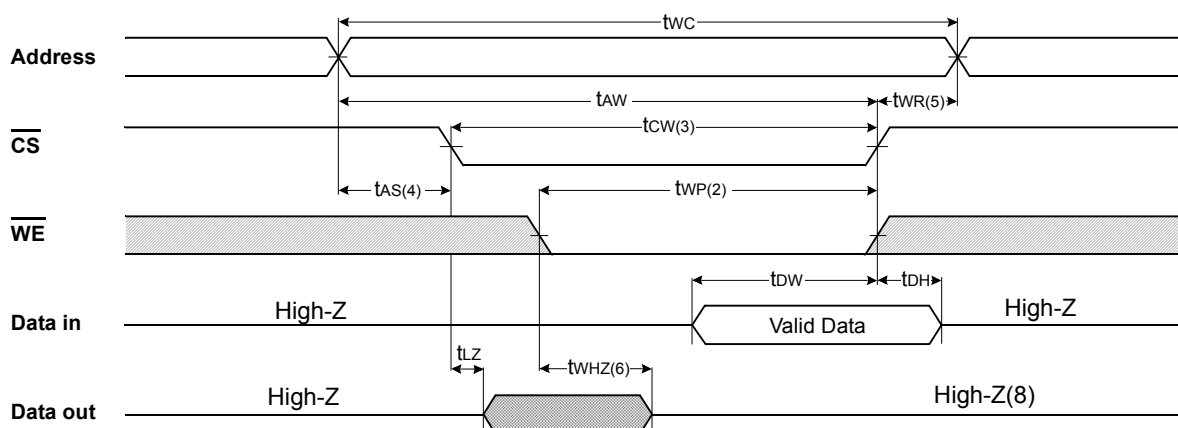 tWC
Address
tAW
tWR(5)
tCW(3)
CS
tAS(4)
tWP(2)
WE
tDW
tDH
High-Z
Valid Data
High-Z
Data in
tLZ
tWHZ(6)
High-Z
High-Z(8)
Data out